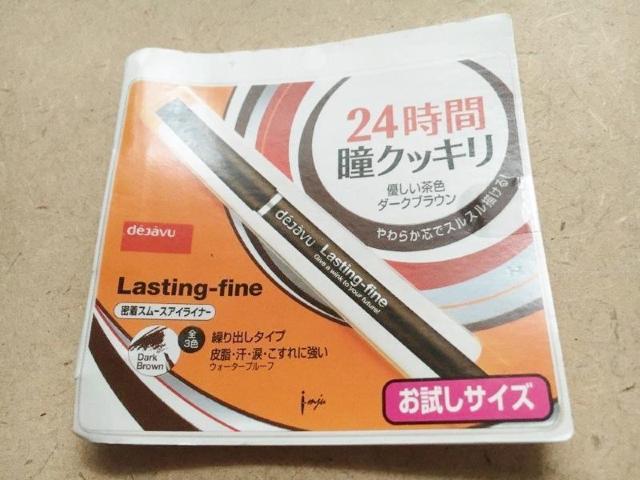 24時間
瞳クッキリ
優しい茶色
ダークブラウン
やわらか芯でスルスル描ける!
dejavu
dejavu Lasting-fine
Give a wink to your future!
Lasting-fine
密着スムースアイライナー
Dark
Brown
全
3色
繰り出しタイプ
皮脂・汗・涙・こすれに強い
ウォータープルーフ
imju
お試しサイズ